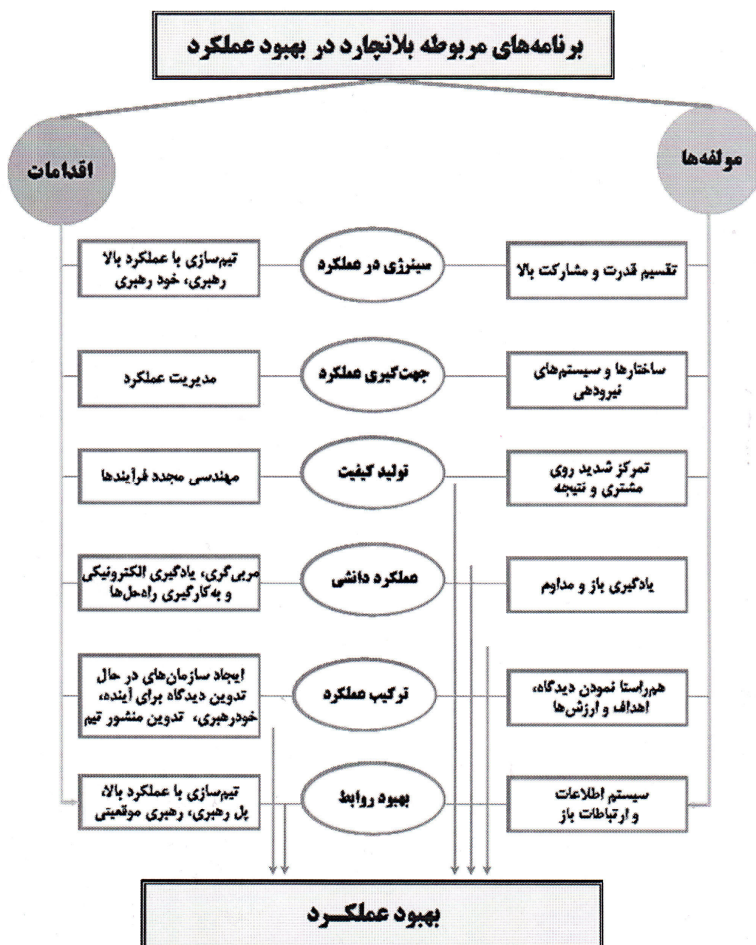 برنامه‌های مربوطه بلانچارد در بهبود عملکرد
مولفه‌ها
اقدامات
تقسیم قدرت و مشارکت بالا
سینرژی در عملکرد
تیم‌سازی با عملکرد بالا
رهبری، خود رهبری
ساختارها و سیستم‌های
نیرودهی
جهت‌گیری عملکرد
مدیریت عملکرد
تمرکز شدید روی
مشتری و نتیجه
تولید کیفیت
مهندسی مجدد فرآیندها
یادگیری باز و مداوم
عملکرد دانشی
مربی‌گری، یادگیری الکترونیکی
و به‌کارگیری راه‌حل‌ها
هم‌راستا نمودن دیدگاه،
اهداف و ارزش‌ها
ترکیب عملکرد
ایجاد سازمان‌های در حال
تدوین دیدگاه برای آینده،
خودرهبری، تدوین منشور تیم
سیستم اطلاعات
و ارتباطات باز
بهبود روابط
تیم‌سازی با عملکرد بالا،
پل رهبری، رهبری موقعیتی
بهبود عملکــرد